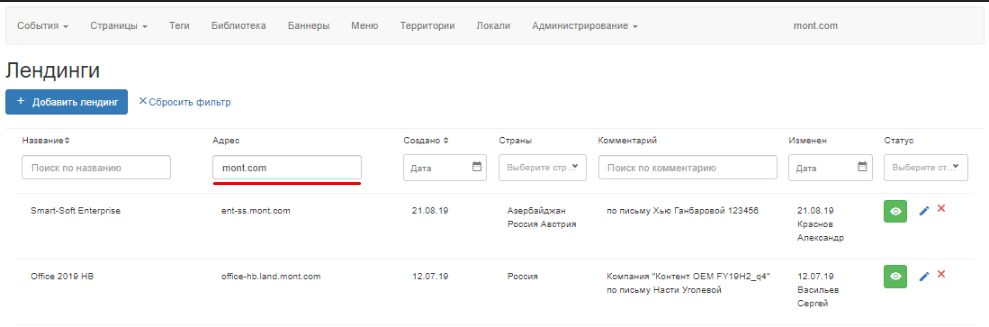 События Страницы Теги Библиотека Баннеры Меню Территории Локали Администрирование mont.com
Лендинги
+ Добавить лендинг ×Сбросить фильтр
Название Адрес Создано Страны Комментарий Изменен Статус
Поиск по названию mont.com Дата Выберите стр... Поиск по комментарию Дата Выберите ст...
Smart-Soft Enterprise ent-ss.mont.com 21.08.19 Азербайджан по письму Хью Ганбаровой 123456 21.08.19
Россия Австрия Краснов
Александр
Office 2019 HB office-hb.land.mont.com 12.07.19 Россия Компания "Контент OEM FY19H2_q4" 12.07.19
по письму Насти Уголевой Васильев
Сергей